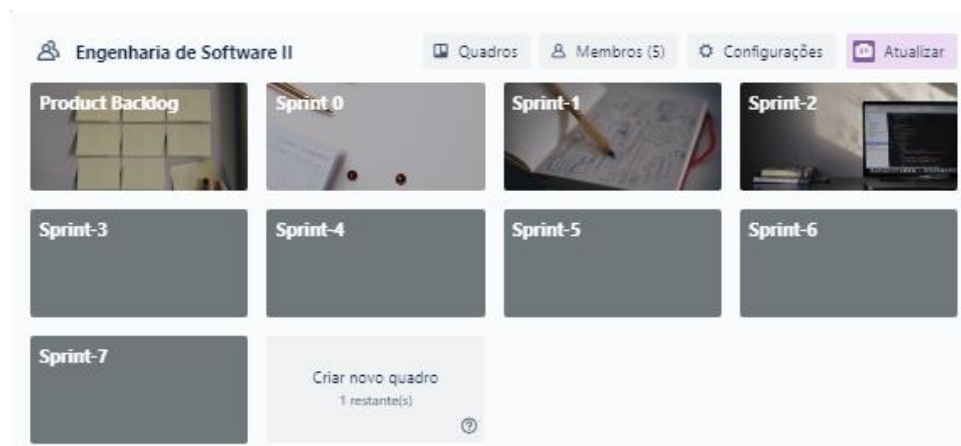 Engenharia de Software II
Quadros
Membros (5)
Configurações
Atualizar
Product Backlog
Sprint 0
Sprint-1
Sprint-2
Sprint-3
Sprint-4
Sprint-5
Sprint-6
Sprint-7
Criar novo quadro
1 restante(s)